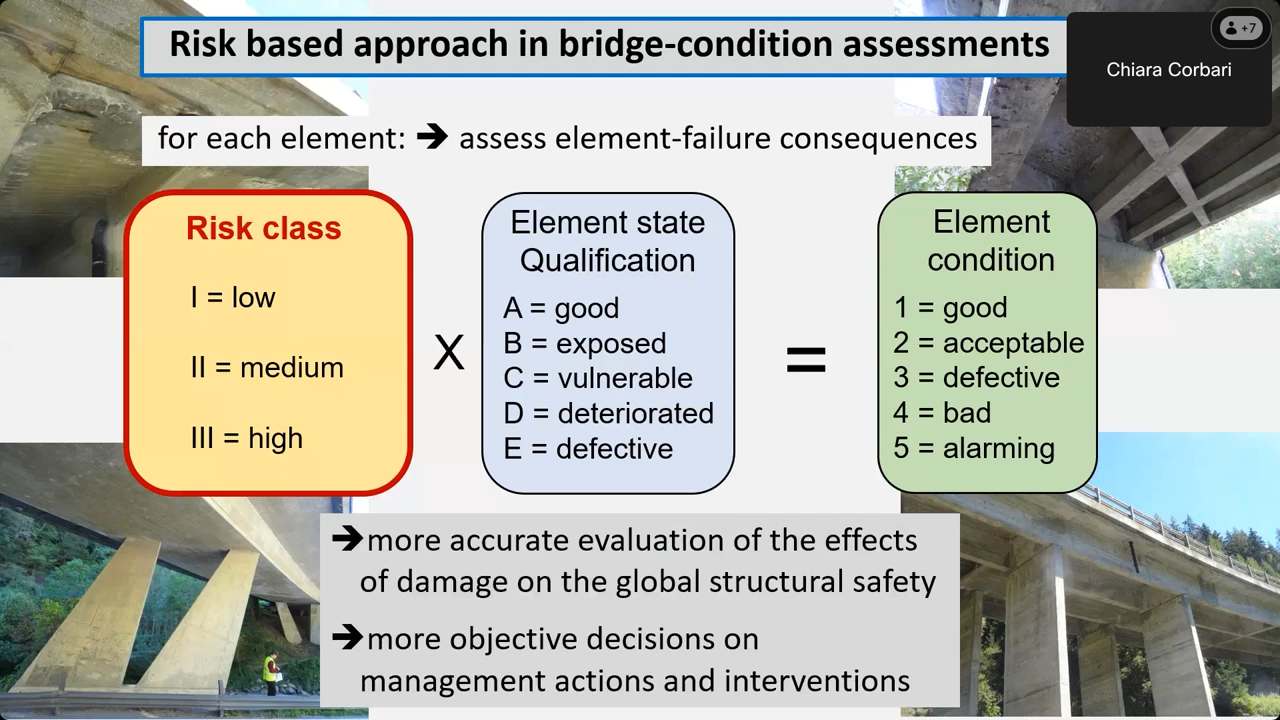 Risk based approach in bridge-condition assessments
+7
Chiara Corbari
for each element: 🡺 assess element-failure consequences
Risk class
I = low
II = medium
III = high
X
Element state
Qualification
A = good
B = exposed
C = vulnerable
D = deteriorated
E = defective
=
Element
condition
1 = good
2 = acceptable
3 = defective
4 = bad
5 = alarming
🡺more accurate evaluation of the effects
of damage on the global structural safety
🡺more objective decisions on
management actions and interventions